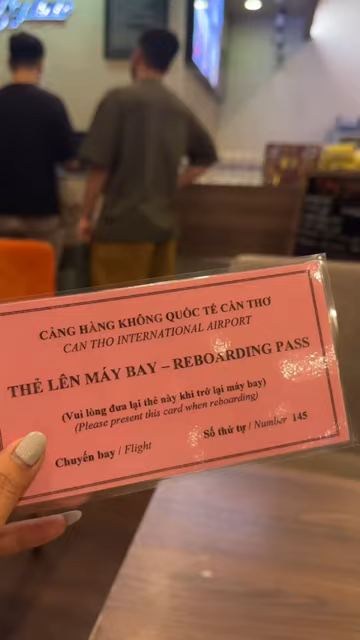 CẢNG HÀNG KHÔNG QUỐC TẾ CẦN THƠ
CAN THO INTERNATIONAL AIRPORT
THẺ LÊN MÁY BAY – REBOARDING PASS
(Vui lòng đưa lại thẻ này khi trở lại máy bay)
(Please present this card when reboarding)
Chuyến bay / Flight
Số thứ tự / Number 145